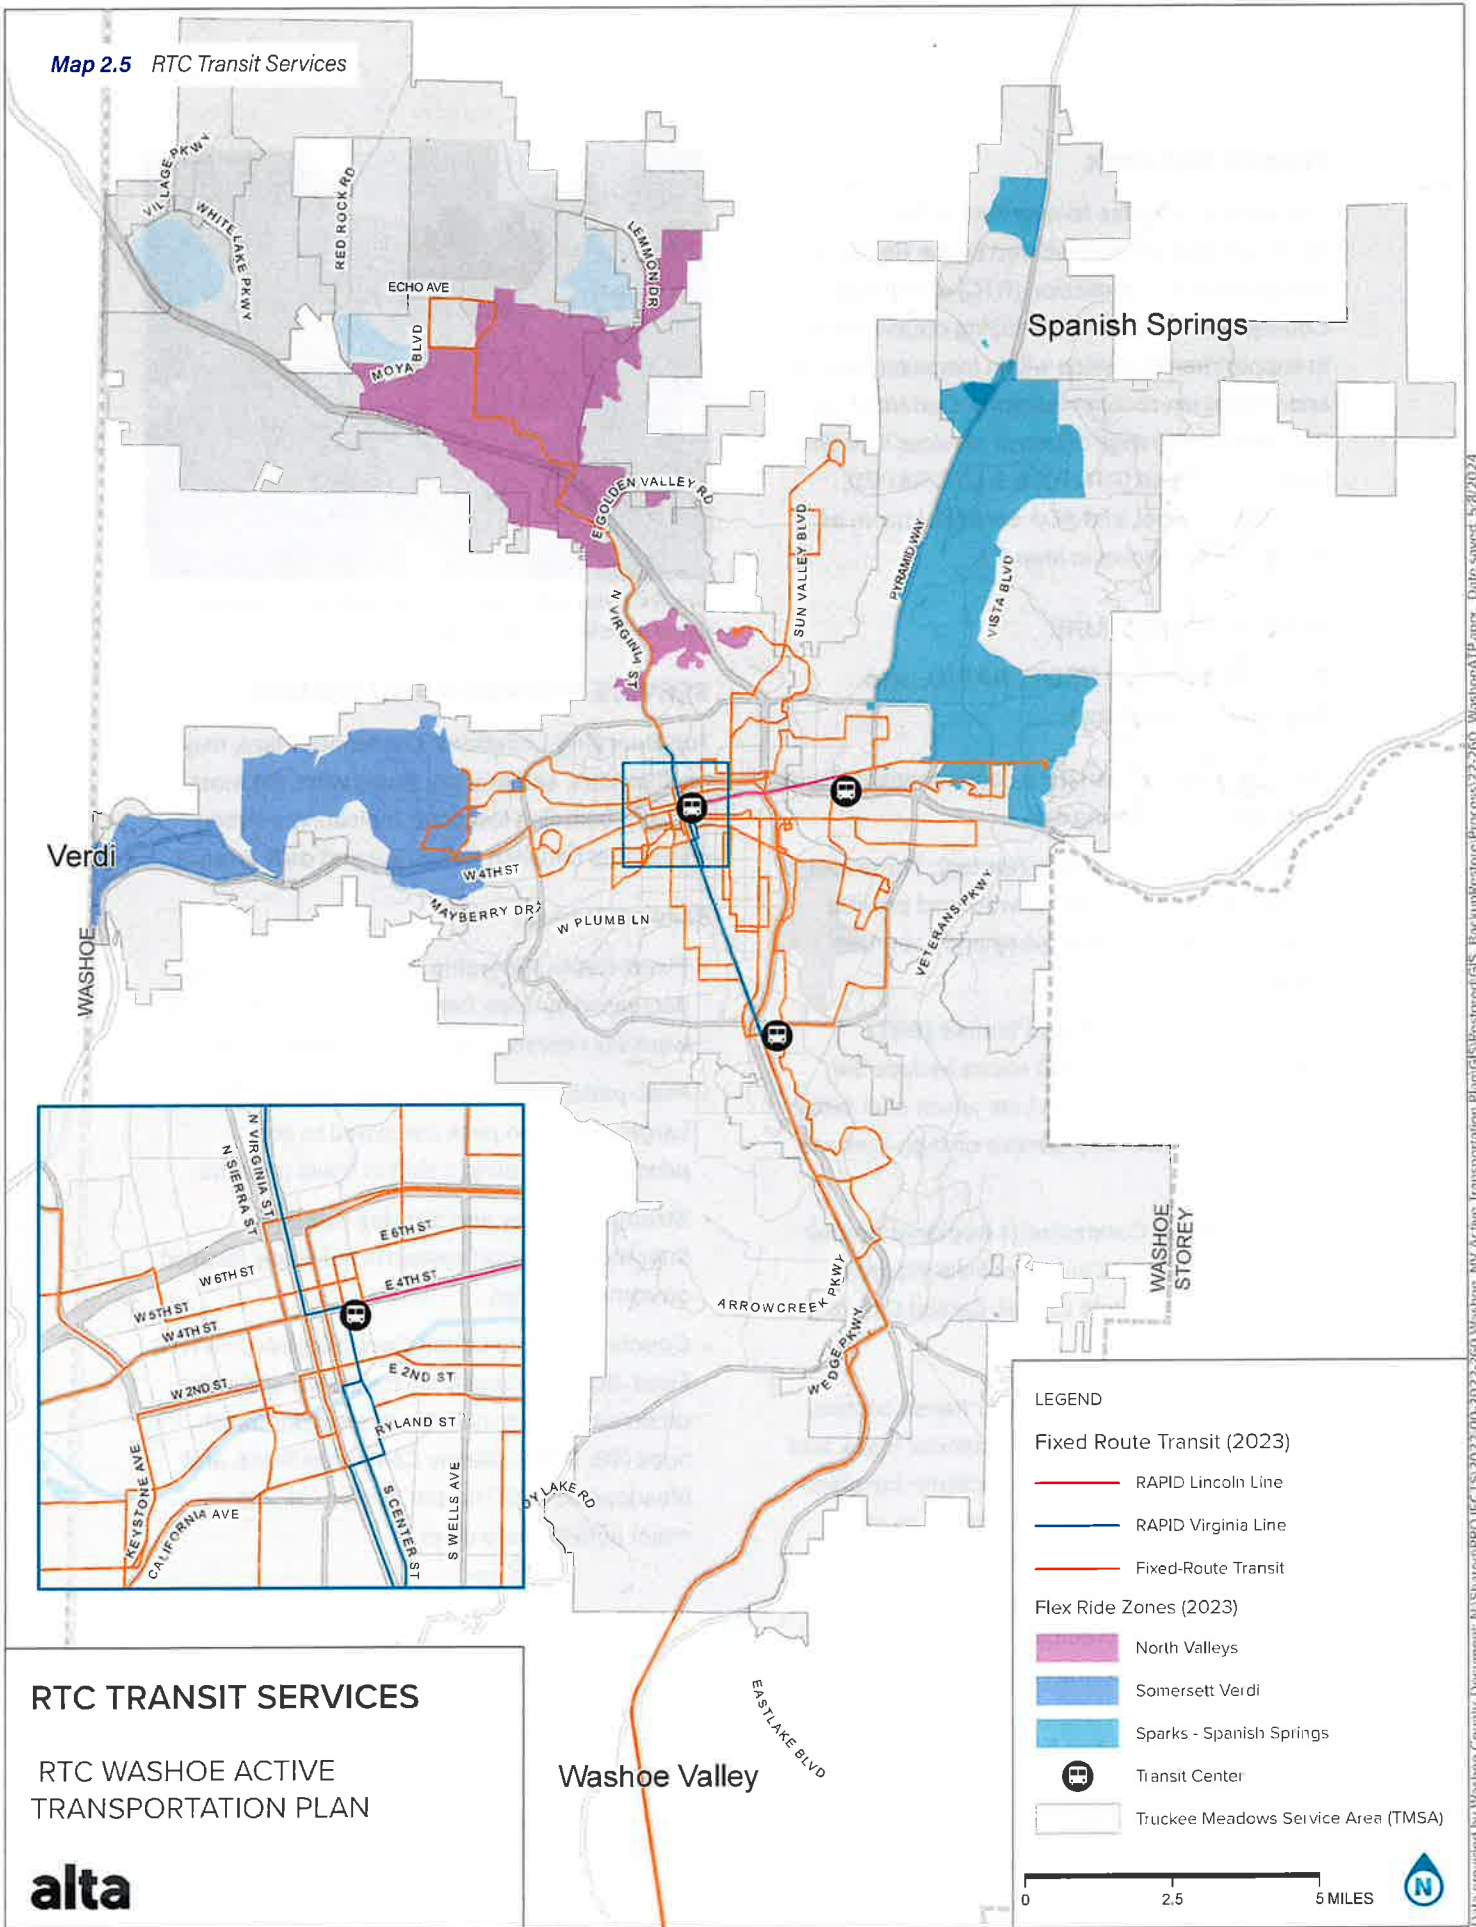 Map 2.5 RTC Transit Services
VILLAGE PKWY
WHITE LAKE PKWY
RED ROCK RD
LEMMON DR
ECHO AVE
MOYA BLVD
Spanish Springs
E GOLDEN VALLEY RD
SUN VALLEY BLVD
PYRAMID WAY
VISTA BLVD
N VIRGINIA ST
Verdi
W 4TH ST
MAYBERRY DR
W PLUMB LN
VETERANS PKWY
WASHOE
WASHOE
STOREY
N VIRGINIA ST
N SIERRA ST
E 6TH ST
W 6TH ST
E 4TH ST
W 5TH ST
W 4TH ST
E 2ND ST
W 2ND ST
RYLAND ST
KEYSTONE AVE
CALIFORNIA AVE
S CENTER ST
S WELLS AVE
ARROWCREEK PKWY
WEDGE PKWY
OY LAKE RD
EASTLAKE BLVD
Washoe Valley
RTC TRANSIT SERVICES
RTC WASHOE ACTIVE
TRANSPORTATION PLAN
alta
LEGEND
Fixed Route Transit (2023)
RAPID Lincoln Line
RAPID Virginia Line
Fixed-Route Transit
Flex Ride Zones (2023)
North Valleys
Somersett Verdi
Sparks - Spanish Springs
Transit Center
Truckee Meadows Service Area (TMSA)
0 2.5 5 MILES
N